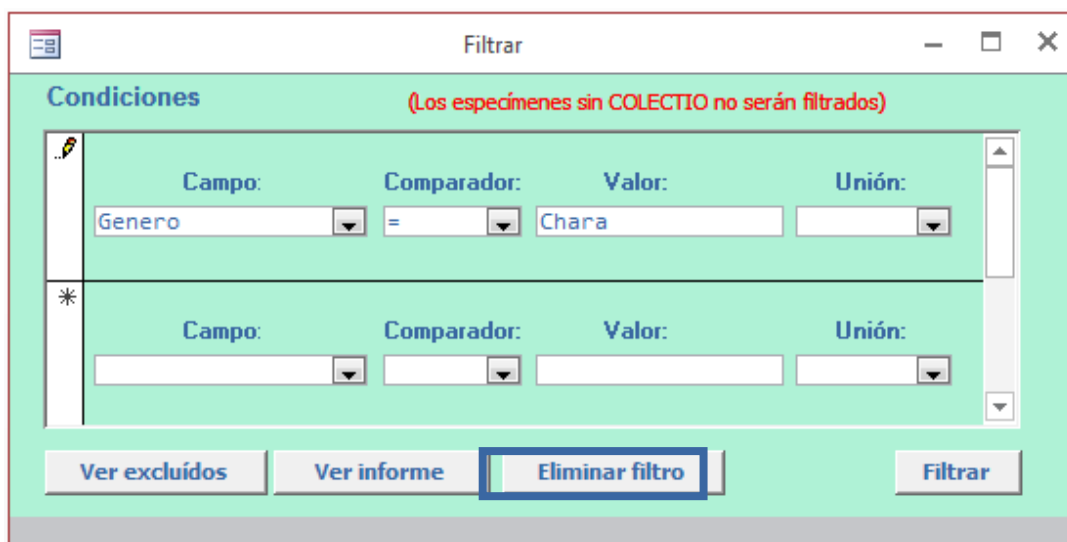 Filtrar
Condiciones (Los especímenes sin COLECTIO no serán filtrados)
Campo: Comparador: Valor: Unión:
Genero = Chara
Campo: Comparador: Valor: Unión:
Ver excluídos Ver informe Eliminar filtro Filtrar